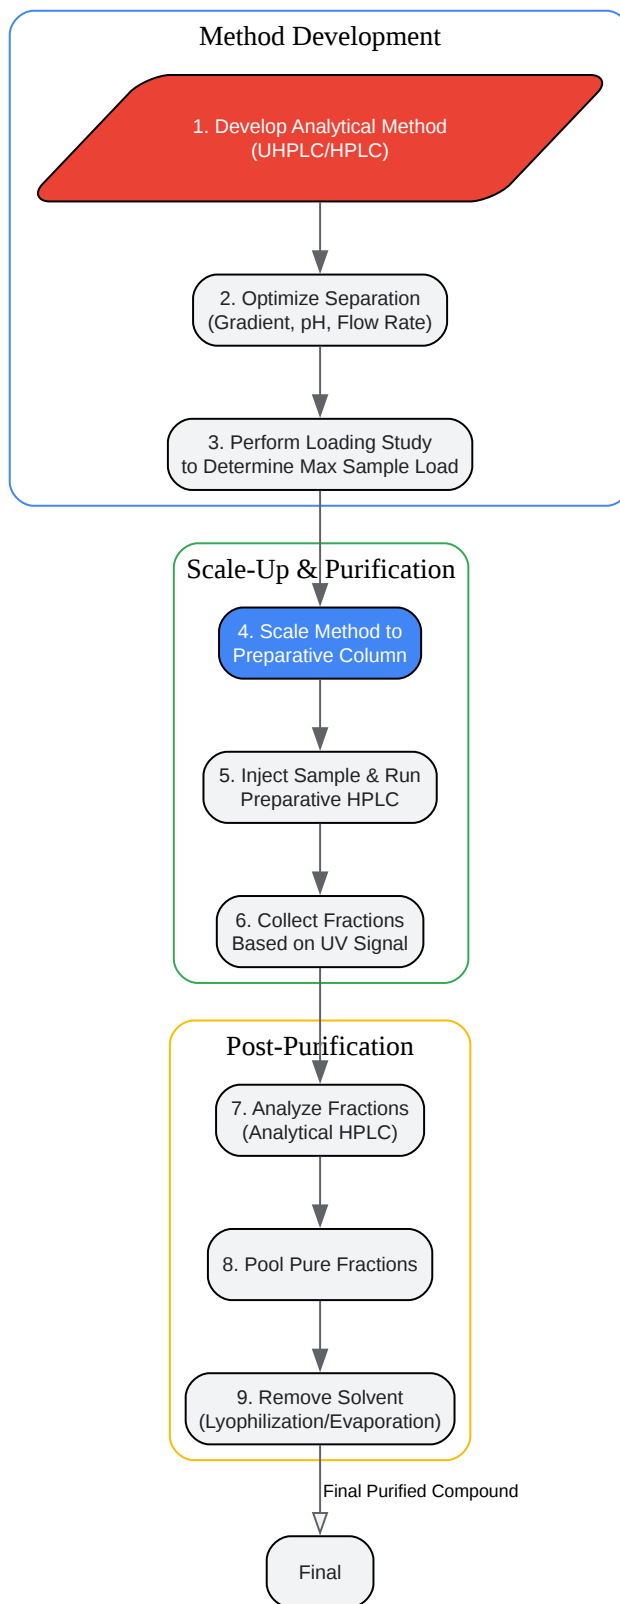 Method Development
1. Develop Analytical Method
(UHPLC/HPLC)
2. Optimize Separation
(Gradient, pH, Flow Rate)
3. Perform Loading Study
to Determine Max Sample Load
Scale-Up & Purification
4. Scale Method to
Preparative Column
5. Inject Sample & Run
Preparative HPLC
6. Collect Fractions
Based on UV Signal
Post-Purification
7. Analyze Fractions
(Analytical HPLC)
8. Pool Pure Fractions
9. Remove Solvent
(Lyophilization/Evaporation)
Final Purified Compound
Final